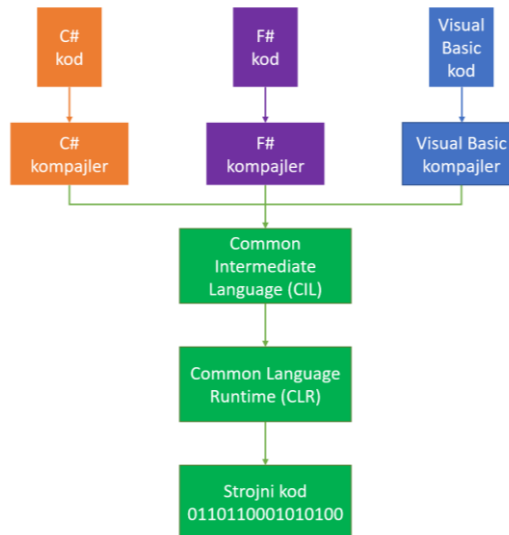 C#
kod
F#
kod
Visual
Basic
kod
C#
kompajler
F#
kompajler
Visual Basic
kompajler
Common
Intermediate
Language (CIL)
Common Language
Runtime (CLR)
Strojni kod
0110110001010100